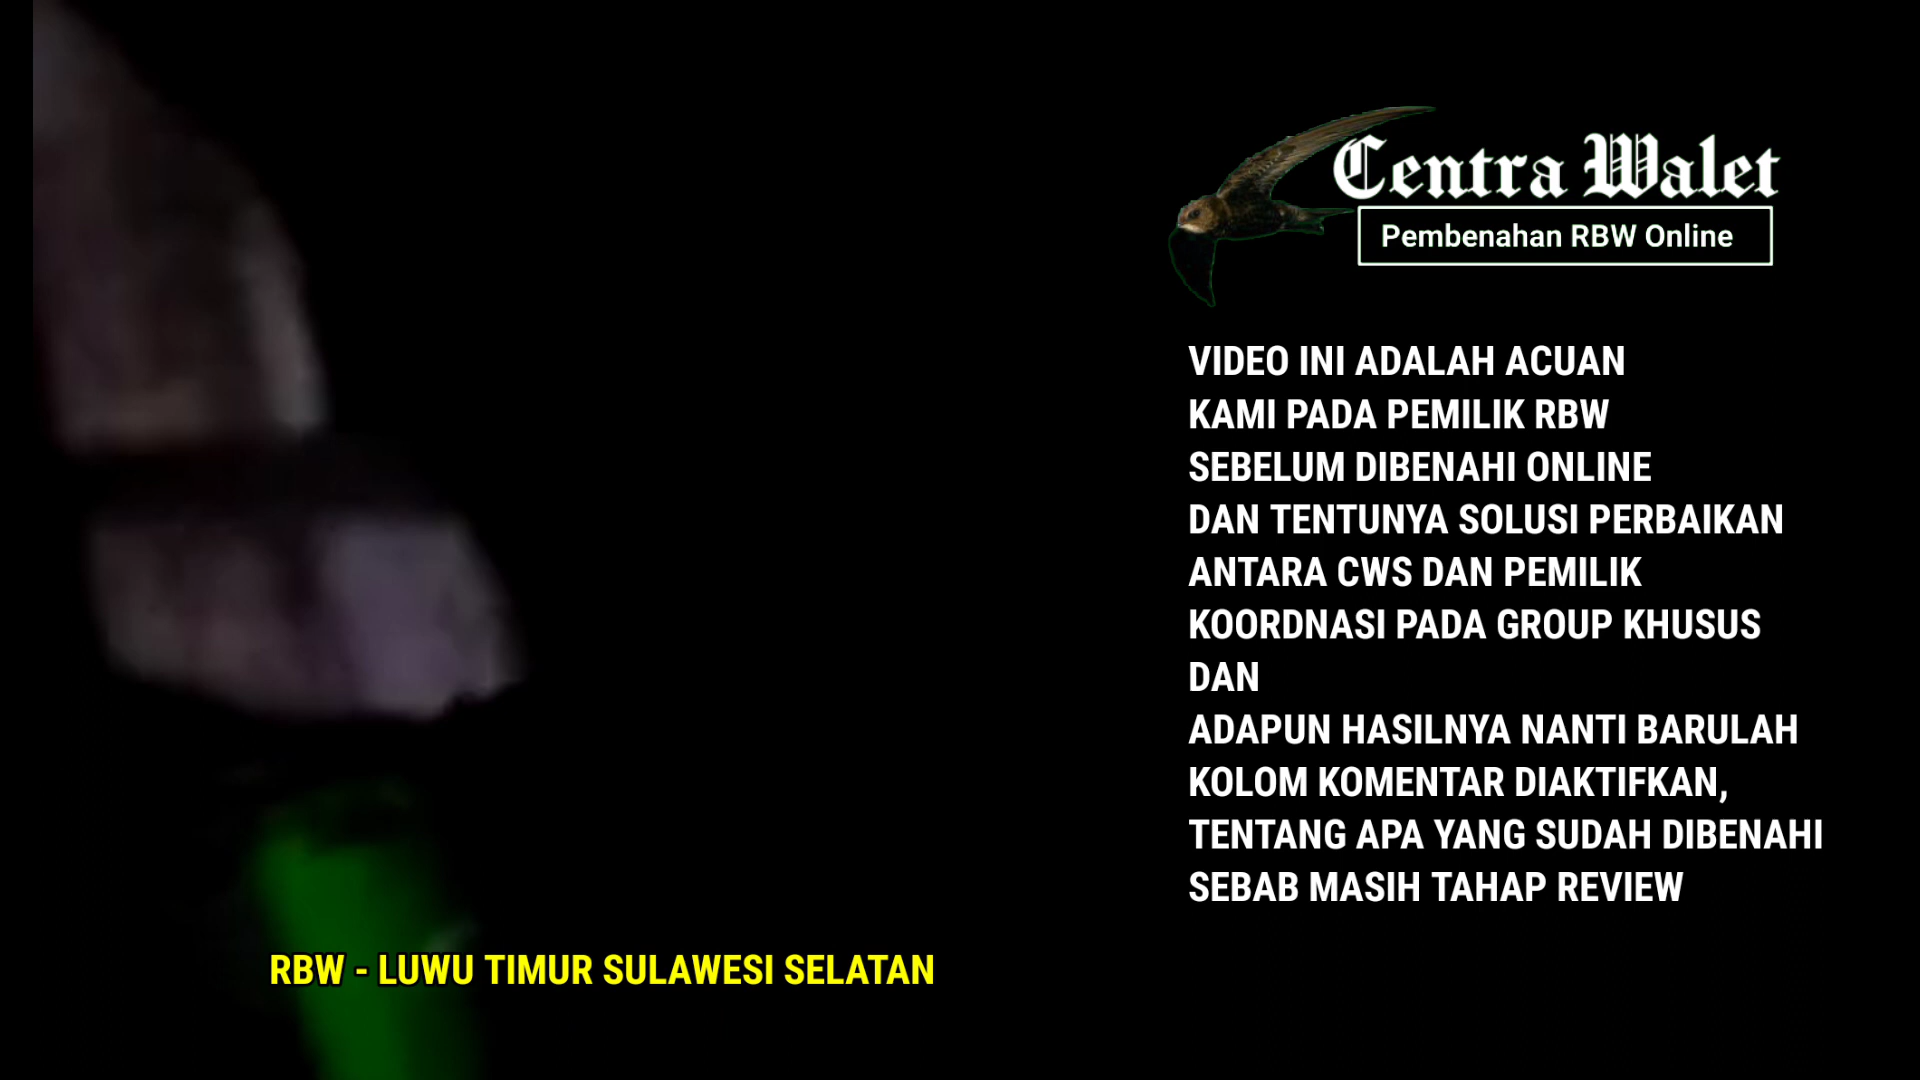 Centra Walet
Pembenahan RBW Online
VIDEO INI ADALAH ACUAN
KAMI PADA PEMILIK RBW
SEBELUM DIBENAHI ONLINE
DAN TENTUNYA SOLUSI PERBAIKAN
ANTARA CWS DAN PEMILIK
KOORDNASI PADA GROUP KHUSUS
DAN
ADAPUN HASILNYA NANTI BARULAH
KOLOM KOMENTAR DIAKTIFKAN,
TENTANG APA YANG SUDAH DIBENAHI
SEBAB MASIH TAHAP REVIEW
RBW - LUWU TIMUR SULAWESI SELATAN